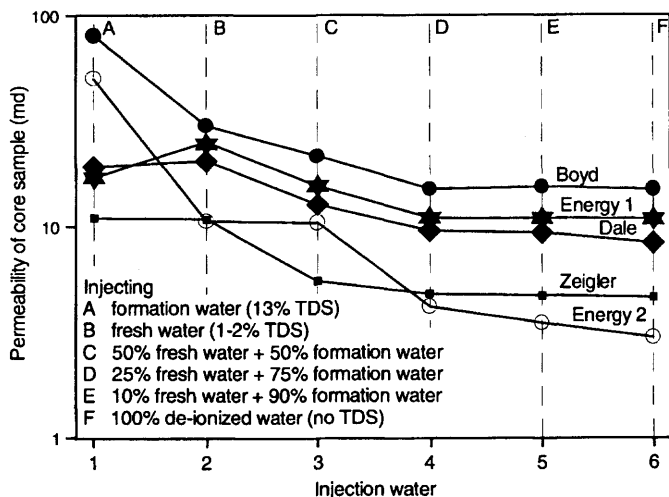 100
10
1
Permeability of core sample (md)
A
B
C
D
E
F
Boyd
Energy 1
Dale
Zeigler
Energy 2
Injecting
A formation water (13% TDS)
B fresh water (1-2% TDS)
C 50% fresh water + 50% formation water
D 25% fresh water + 75% formation water
E 10% fresh water + 90% formation water
F 100% de-ionized water (no TDS)
1 2 3 4 5 6
Injection water